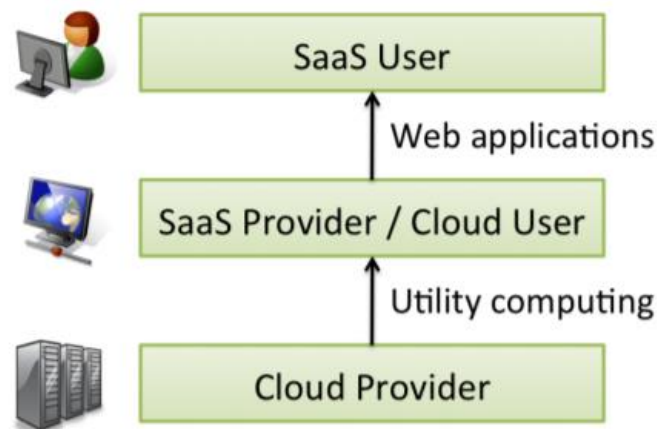 SaaS User
Web applications
SaaS Provider / Cloud User
Utility computing
Cloud Provider